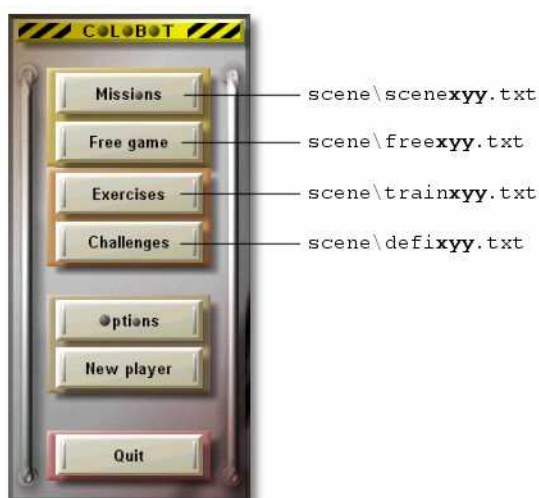 COLOBOT
Missions
scene\scenexyy.txt
Free game
scene\freexyy.txt
Exercises
scene\trainxyy.txt
Challenges
scene\defixyy.txt
Options
New player
Quit